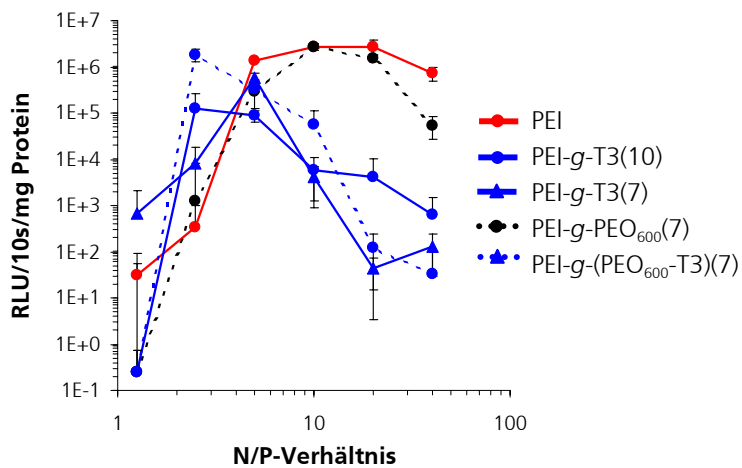 RLU/10s/mg Protein
1E+7
1E+6
1E+5
1E+4
1E+3
1E+2
1E+1
1E+0
1E-1
1
10
100
N/P-Verhältnis
PEI
PEI-g-T3(10)
PEI-g-T3(7)
PEI-g-PEO600(7)
PEI-g-(PEO600-T3)(7)